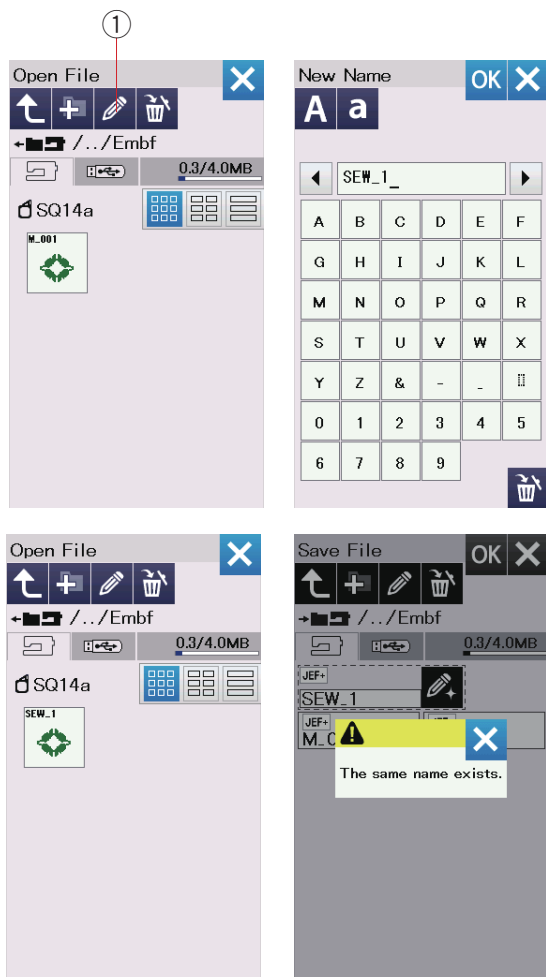 1
Open File
/../Embf
0.3/4.0MB
SQ14a
M_001
New Name
OK
A a
SEW_1_
A B C D E F
G H I J K L
M N O P Q R
S T U V W X
Y Z & - _
0 1 2 3 4 5
6 7 8 9
Open File
/../Embf
0.3/4.0MB
SQ14a
SEW_1
Save File
OK
/../Embf
0.3/4.0MB
JEF+
SEW_1
JEF+
The same name exists.